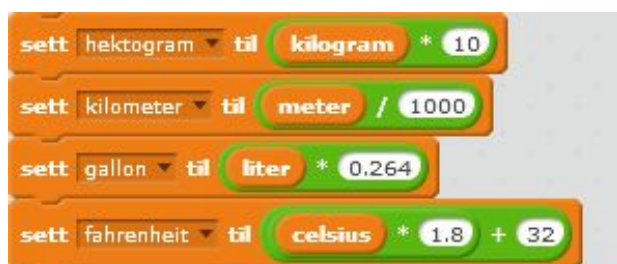 sett hektogram til kilogram * 10
sett kilometer til meter / 1000
sett gallon til liter * 0.264
sett fahrenheit til celsius * 1.8 + 32